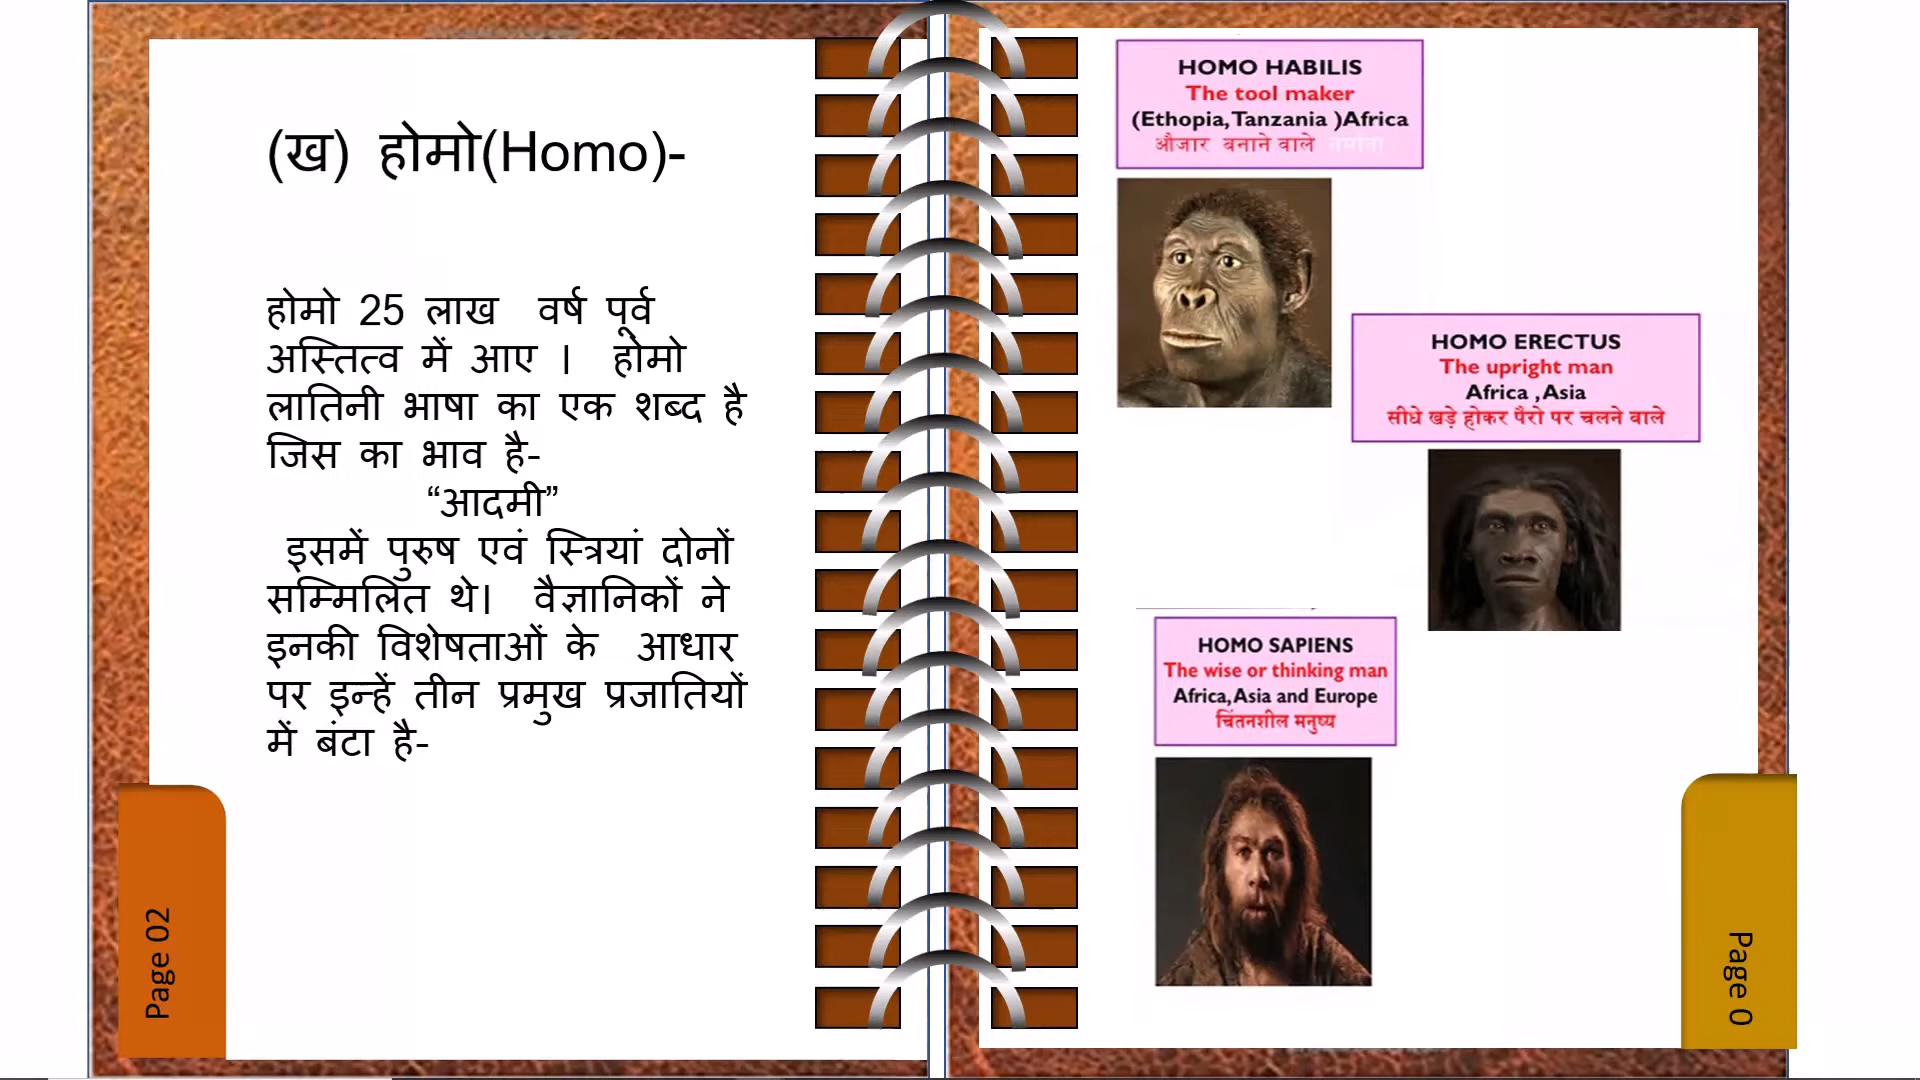 (ख) होमो(Homo)-
होमो 25 लाख वर्ष पूर्व
अस्तित्व में आए । होमो
लातिनी भाषा का एक शब्द है
जिस का भाव है-
“आदमी”
इसमें पुरुष एवं स्त्रियां दोनों
सम्मिलित थे। वैज्ञानिकों ने
इनकी विशेषताओं के आधार
पर इन्हें तीन प्रमुख प्रजातियों
में बंटा है-
Page 02
HOMO HABILIS
The tool maker
(Ethopia,Tanzania )Africa
औजार बनाने वाले
HOMO ERECTUS
The upright man
Africa ,Asia
सीधे खड़े होकर पैरो पर चलने वाले
HOMO SAPIENS
The wise or thinking man
Africa,Asia and Europe
चिंतनशील मनुष्य
Page 0